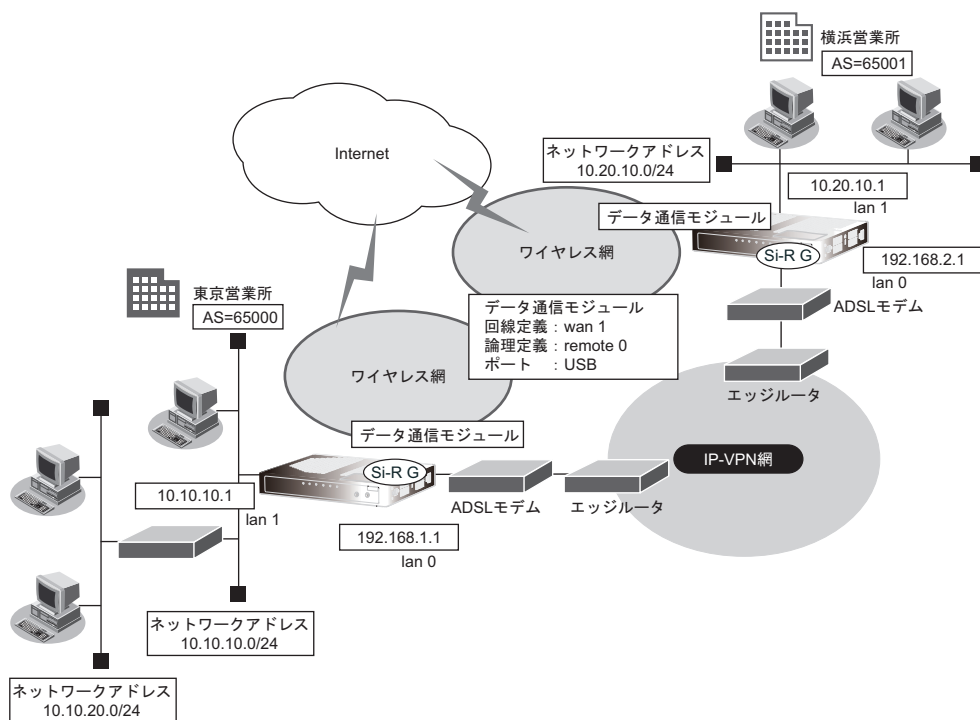 横浜営業所
AS=65001
Internet
ネットワークアドレス
10.20.10.0/24
10.20.10.1
lan 1
データ通信モジュール
ワイヤレス網
Si-R G
192.168.2.1
lan 0
東京営業所
AS=65000
データ通信モジュール
回線定義：wan 1
論理定義：remote 0
ポート　：USB
ADSLモデム
ワイヤレス網
エッジルータ
データ通信モジュール
IP-VPN網
Si-R G
10.10.10.1
lan 1
ADSLモデム
エッジルータ
192.168.1.1
lan 0
ネットワークアドレス
10.10.10.0/24
ネットワークアドレス
10.10.20.0/24